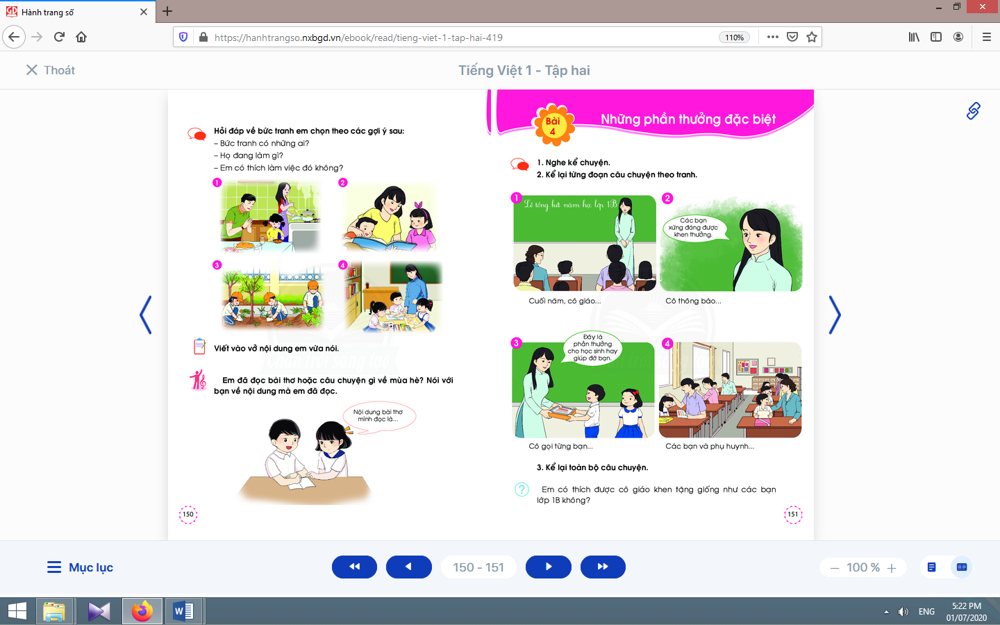 Hành trang số
https://hanhtrangso.nxbgd.vn/ebook/read/tieng-viet-1-tap-hai-419
110%
Thoát
Tiếng Việt 1 - Tập hai
Hỏi đáp về bức tranh em chọn theo các gợi ý sau:
– Bức tranh có những ai?
– Họ đang làm gì?
– Em có thích làm việc đó không?
1
2
3
4
Viết vào vở nội dung em vừa nói.
Em đã đọc bài thơ hoặc câu chuyện gì về mùa hè? Nói với
bạn về nội dung mà em đã đọc.
Nội dung bài thơ
mình đọc là...
150
Bài
4
Những phần thưởng đặc biệt
1. Nghe kể chuyện.
2. Kể lại từng đoạn câu chuyện theo tranh.
1
Lễ tổng kết năm học lớp 1B
Cuối năm, cô giáo...
2
Các bạn
xứng đáng được
khen thưởng.
Cô thông báo...
3
Đây là
phần thưởng
cho học sinh hay
giúp đỡ bạn.
Cô gọi từng bạn...
4
Các bạn và phụ huynh...
3. Kể lại toàn bộ câu chuyện.
?
Em có thích được cô giáo khen tặng giống như các bạn
lớp 1B không?
151
Mục lục
150 - 151
100 %
ENG
5:22 PM
01/07/2020